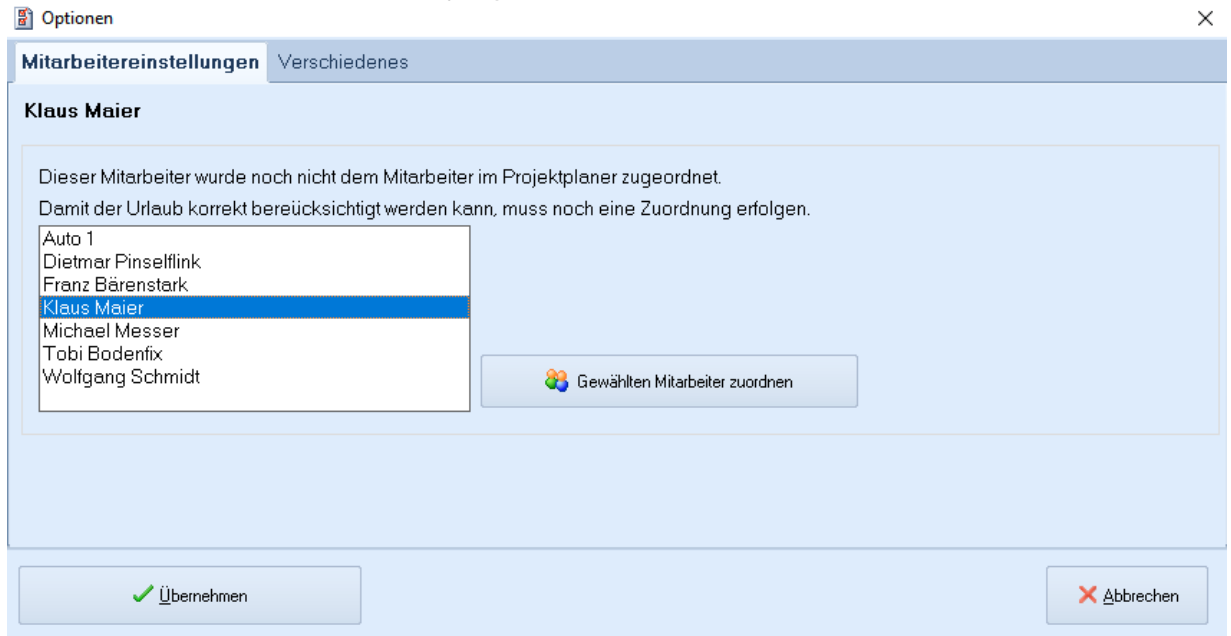 Optionen
Mitarbeitereinstellungen Verschiedenes
Klaus Maier
Dieser Mitarbeiter wurde noch nicht dem Mitarbeiter im Projektplaner zugeordnet.
Damit der Urlaub korrekt bereücksichtigt werden kann, muss noch eine Zuordnung erfolgen.
Auto 1
Dietmar Pinselflink
Franz Bärenstark
Klaus Maier
Michael Messer
Tobi Bodenfix
Wolfgang Schmidt
Gewählten Mitarbeiter zuordnen
Übernehmen
Abbrechen